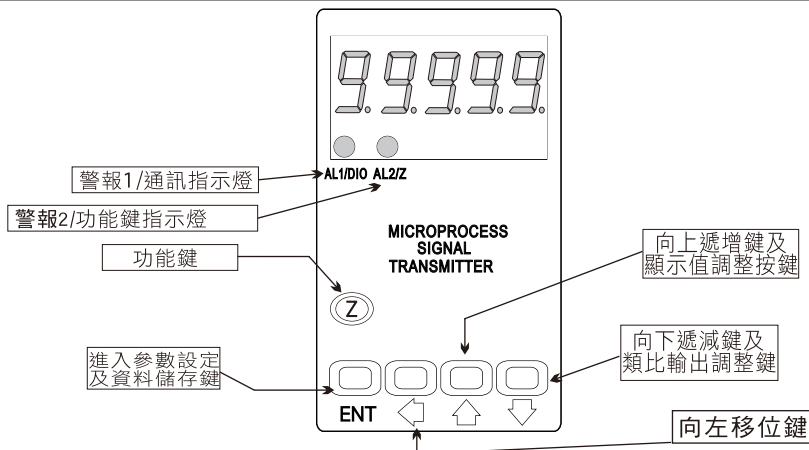 9.9.9.9.9.
AL1/DIO AL2/Z
警報1/通訊指示燈
警報2/功能鍵指示燈
MICROPROCESS
SIGNAL
TRANSMITTER
功能鍵
向上遞增鍵及
顯示值調整按鍵
Z
向下遞減鍵及
類比輸出調整鍵
進入參數設定
及資料儲存鍵
ENT
向左移位鍵